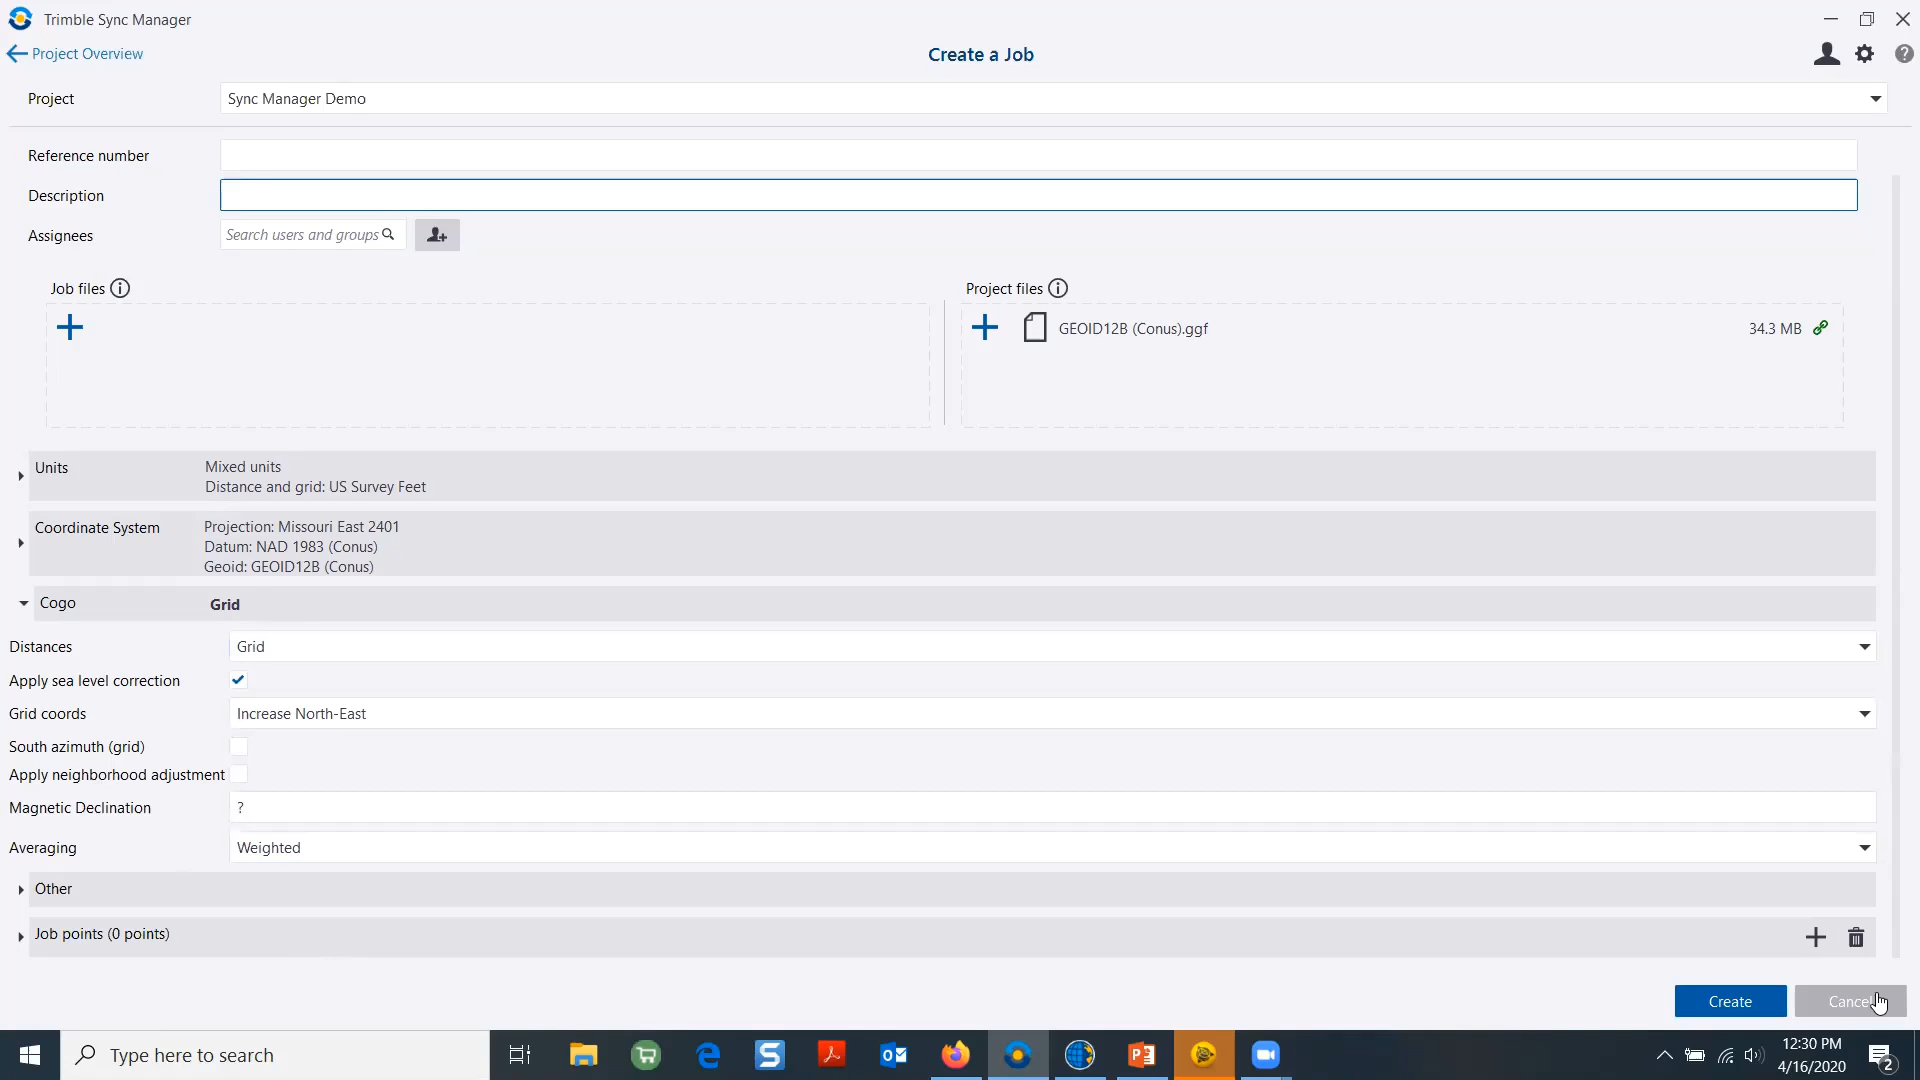 Trimble Sync Manager
Project Overview
Create a Job
Project
Sync Manager Demo
Reference number
Description
Assignees
Search users and groups
Job files
Project files
GEOID12B (Conus).ggf
34.3 MB
Units
Mixed units
Distance and grid: US Survey Feet
Coordinate System
Projection: Missouri East 2401
Datum: NAD 1983 (Conus)
Geoid: GEOID12B (Conus)
Cogo
Grid
Distances
Grid
Apply sea level correction
Grid coords
Increase North-East
South azimuth (grid)
Apply neighborhood adjustment
Magnetic Declination
?
Averaging
Weighted
Other
Job points (0 points)
Create
Cancel
Type here to search
12:30 PM
4/16/2020
2